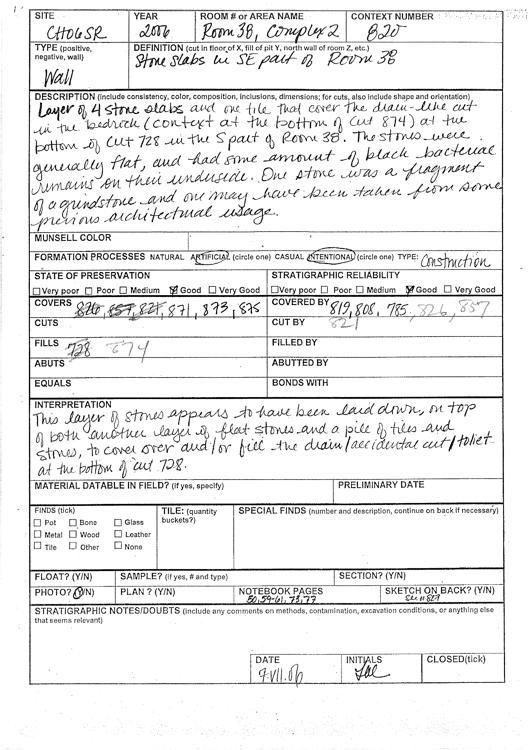 SITE YEAR ROOM # or AREA NAME CONTEXT NUMBER
CH06SR 2006 Room 38, Complex 2 820
TYPE (positive, negative, wall) DEFINITION (cut in floor of X, fill of pit Y, north wall of room Z, etc.)
Wall Stone slabs in SE part of Room 38
DESCRIPTION (include consistency, color, composition, inclusions, dimensions; for cuts, also include shape and orientation)
Layer of 4 stone slabs and one tile that cover the drain-like cut
in the bedrock (context at the bottom of cut 874) at the
bottom of cut 728 in the S part of Room 38. The stones were
generally flat, and had some amount of black bacterial
remains on their underside. One stone was a fragment
of a grindstone and one may have been taken from some
previous architectural usage.
MUNSELL COLOR
FORMATION PROCESSES NATURAL ARTIFICIAL (circle one) CASUAL INTENTIONAL (circle one) TYPE: Construction
STATE OF PRESERVATION STRATIGRAPHIC RELIABILITY
Very poor Poor Medium Good Very Good Very poor Poor Medium Good Very Good
COVERS 871, 873, 875 COVERED BY 819, 808, 785, 826, 857
CUTS CUT BY 821
FILLS 728 874 FILLED BY
ABUTS ABUTTED BY
EQUALS BONDS WITH
INTERPRETATION
This layer of stones appears to have been laid down, on top
of both another layer of flat stones and a pile of tiles and
stones, to cover over and/or fill the drain/accidental cut/toilet
at the bottom of cut 728.
MATERIAL DATABLE IN FIELD? (if yes, specify) PRELIMINARY DATE
FINDS (tick) TILE: (quantity buckets?) SPECIAL FINDS (number and description, continue on back if necessary)
Pot Bone Glass
Metal Wood Leather
Tile Other None
FLOAT? (Y/N) SAMPLE? (if yes, # and type) SECTION? (Y/N)
PHOTO? (Y/N) PLAN ? (Y/N) NOTEBOOK PAGES SKETCH ON BACK? (Y/N)
50, 59-61, 73, 77 See # 827
STRATIGRAPHIC NOTES/DOUBTS (include any comments on methods, contamination, excavation conditions, or anything else
that seems relevant)
DATE INITIALS CLOSED(tick)
9.VII.06